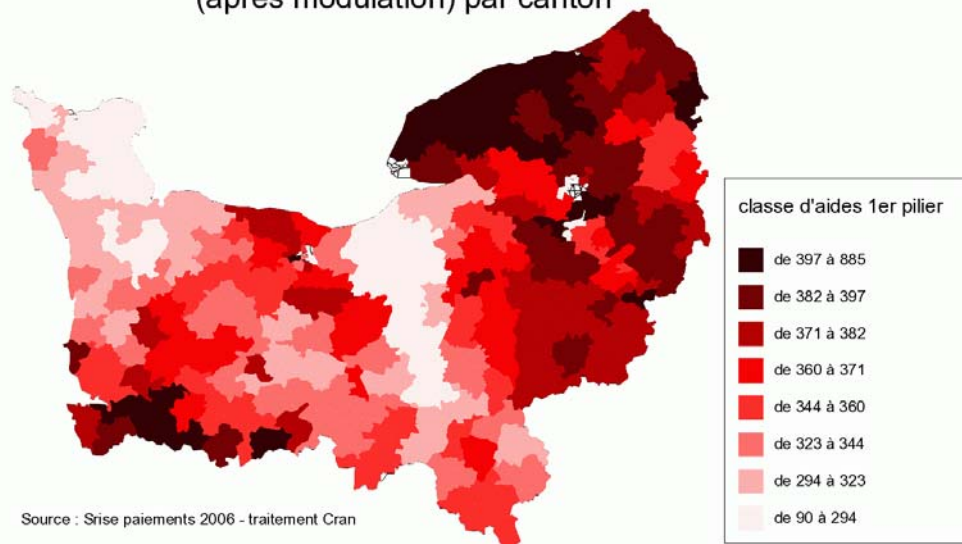 (après modulation) par canton
classe d'aides 1er pilier
de 397 à 885
de 382 à 397
de 371 à 382
de 360 à 371
de 344 à 360
de 323 à 344
de 294 à 323
de 90 à 294
Source : Srise paiements 2006 - traitement Cran